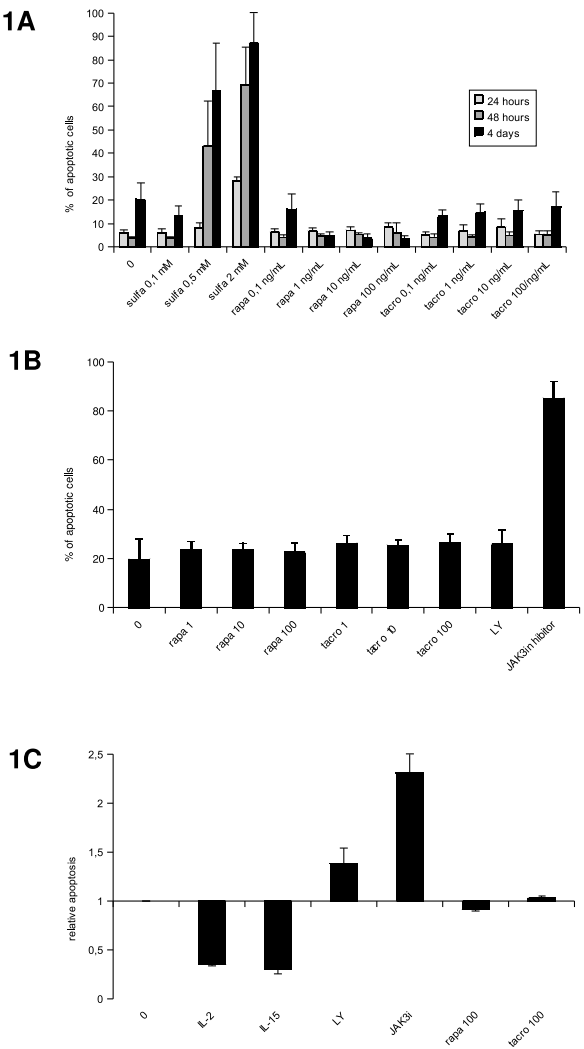 1A
100
90
80
70
60
50
40
30
20
10
0
% of apoptotic cells
24 hours
48 hours
4 days
0
sulfa 0,1 mM
sulfa 0,5 mM
sulfa 2 mM
rapa 0,1 ng/mL
rapa 1 ng/mL
rapa 10 ng/mL
rapa 100 ng/mL
tacro 0,1 ng/mL
tacro 1 ng/mL
tacro 10 ng/mL
tacro 100/ng/mL
1B
100
80
60
40
20
0
% of apoptotic cells
0
rapa 1
rapa 10
rapa 100
tacro 1
tacro 10
tacro 100
LY
JAK3in hibitor
1C
2,5
2
1,5
1
0,5
0
relative apoptosis
0
IL-2
IL-15
LY
JAK3i
rapa 100
tacro 100